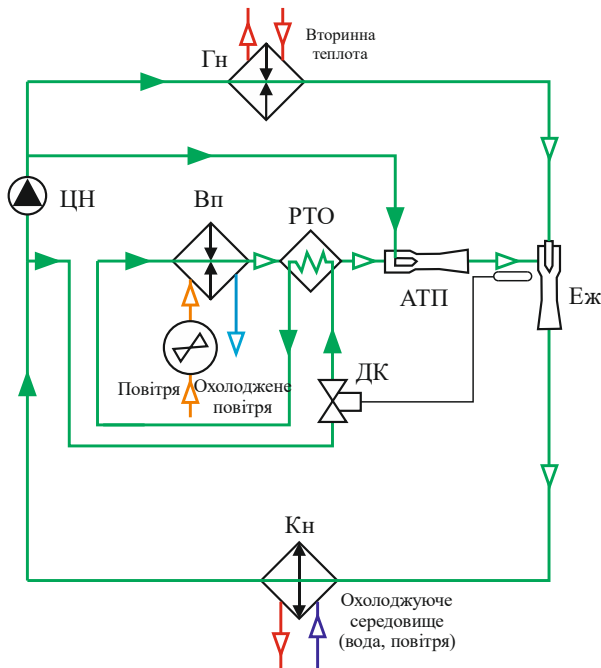 Гн
Вторинна
теплота
ЦН
Вп
РТО
АТП
Еж
Повітря
Охолоджене
повітря
ДК
Кн
Охолоджуюче
середовище
(вода, повітря)